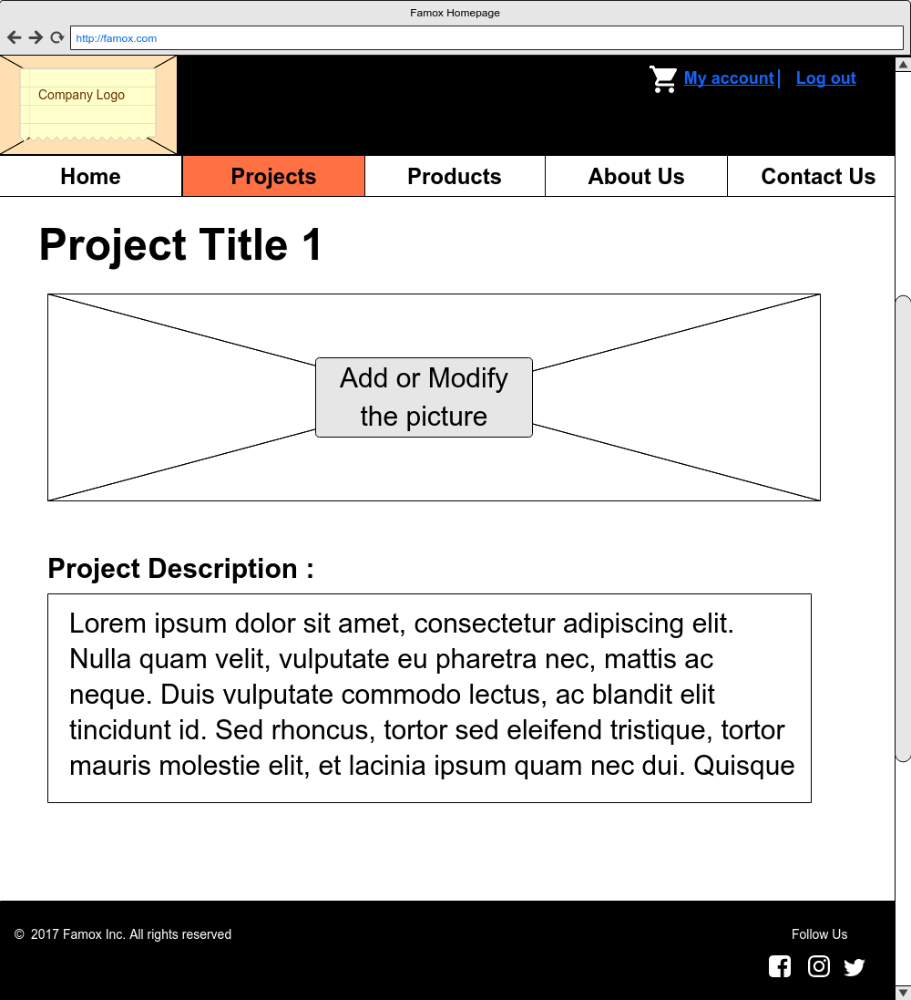 Famox Homepage
http://famox.com
Company Logo
My account
Log out
Home
Projects
Products
About Us
Contact Us
Project Title 1
Add or Modify
the picture
Project Description :
Lorem ipsum dolor sit amet, consectetur adipiscing elit.
Nulla quam velit, vulputate eu pharetra nec, mattis ac
neque. Duis vulputate commodo lectus, ac blandit elit
tincidunt id. Sed rhoncus, tortor sed eleifend tristique, tortor
mauris molestie elit, et lacinia ipsum quam nec dui. Quisque
© 2017 Famox Inc. All rights reserved
Follow Us